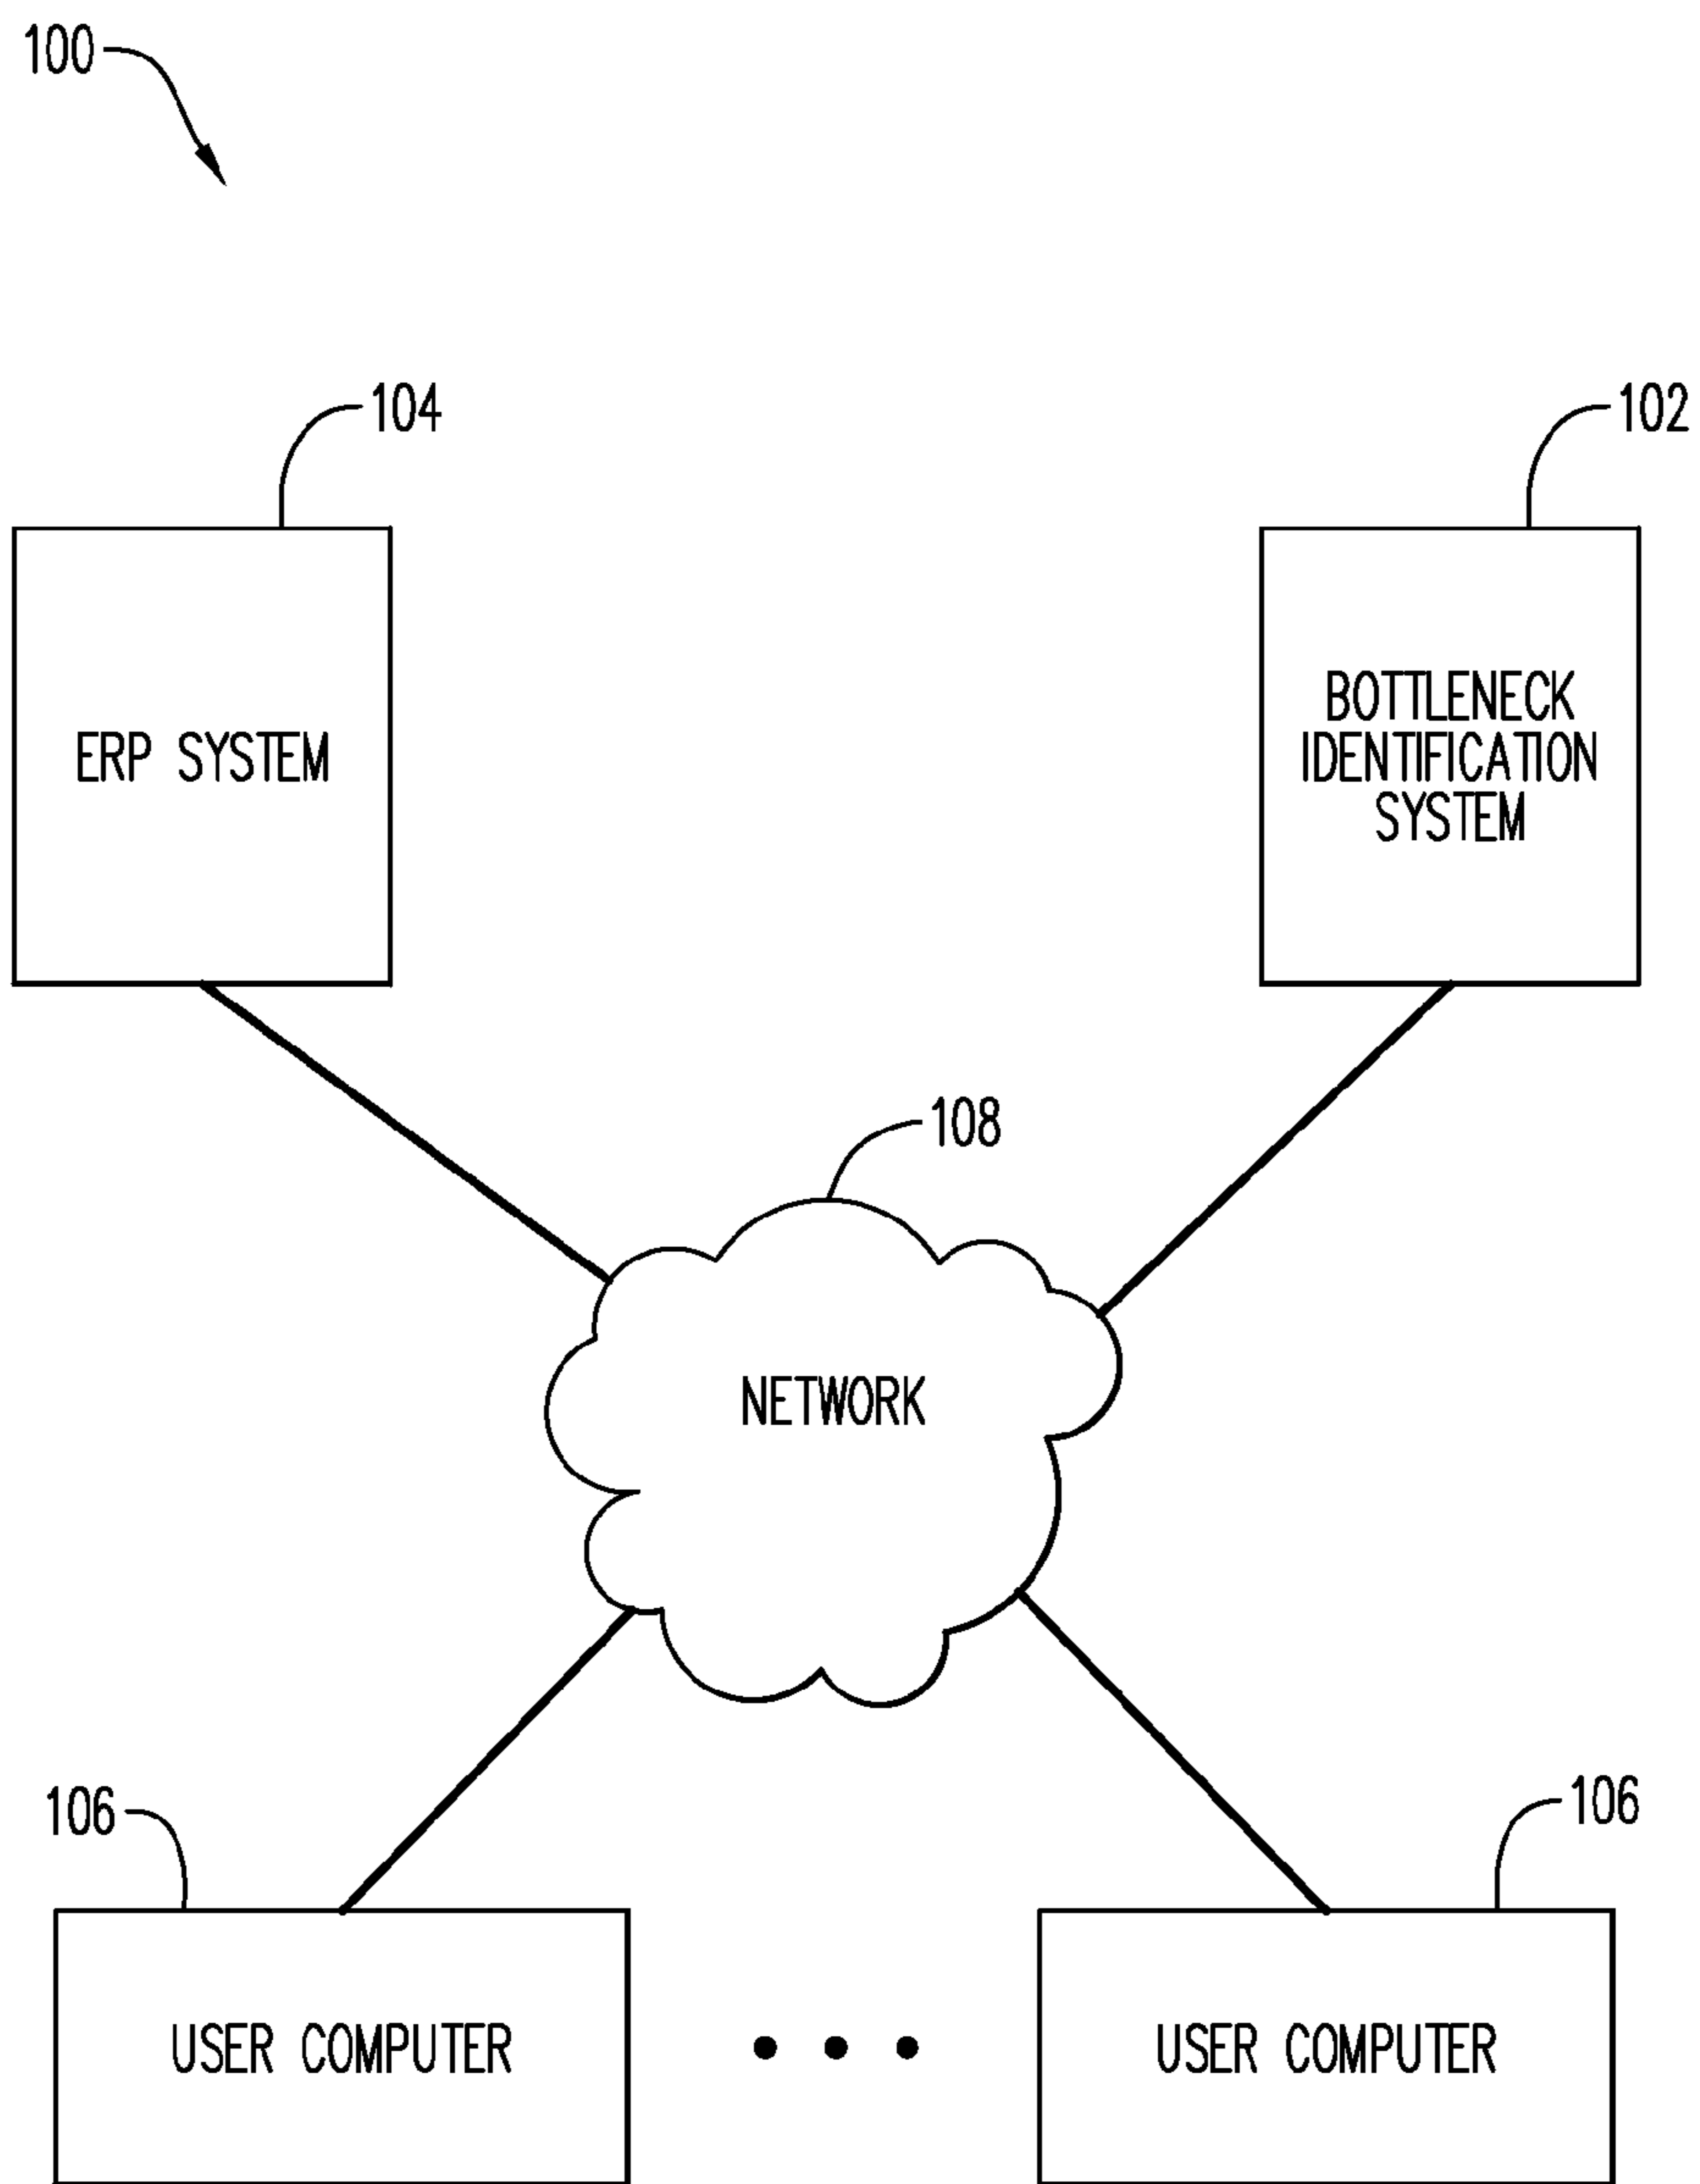 100
104
102
ERP SYSTEM
BOTTLENECK
IDENTIFICATION
SYSTEM
108
NETWORK
106
106
USER COMPUTER
USER COMPUTER